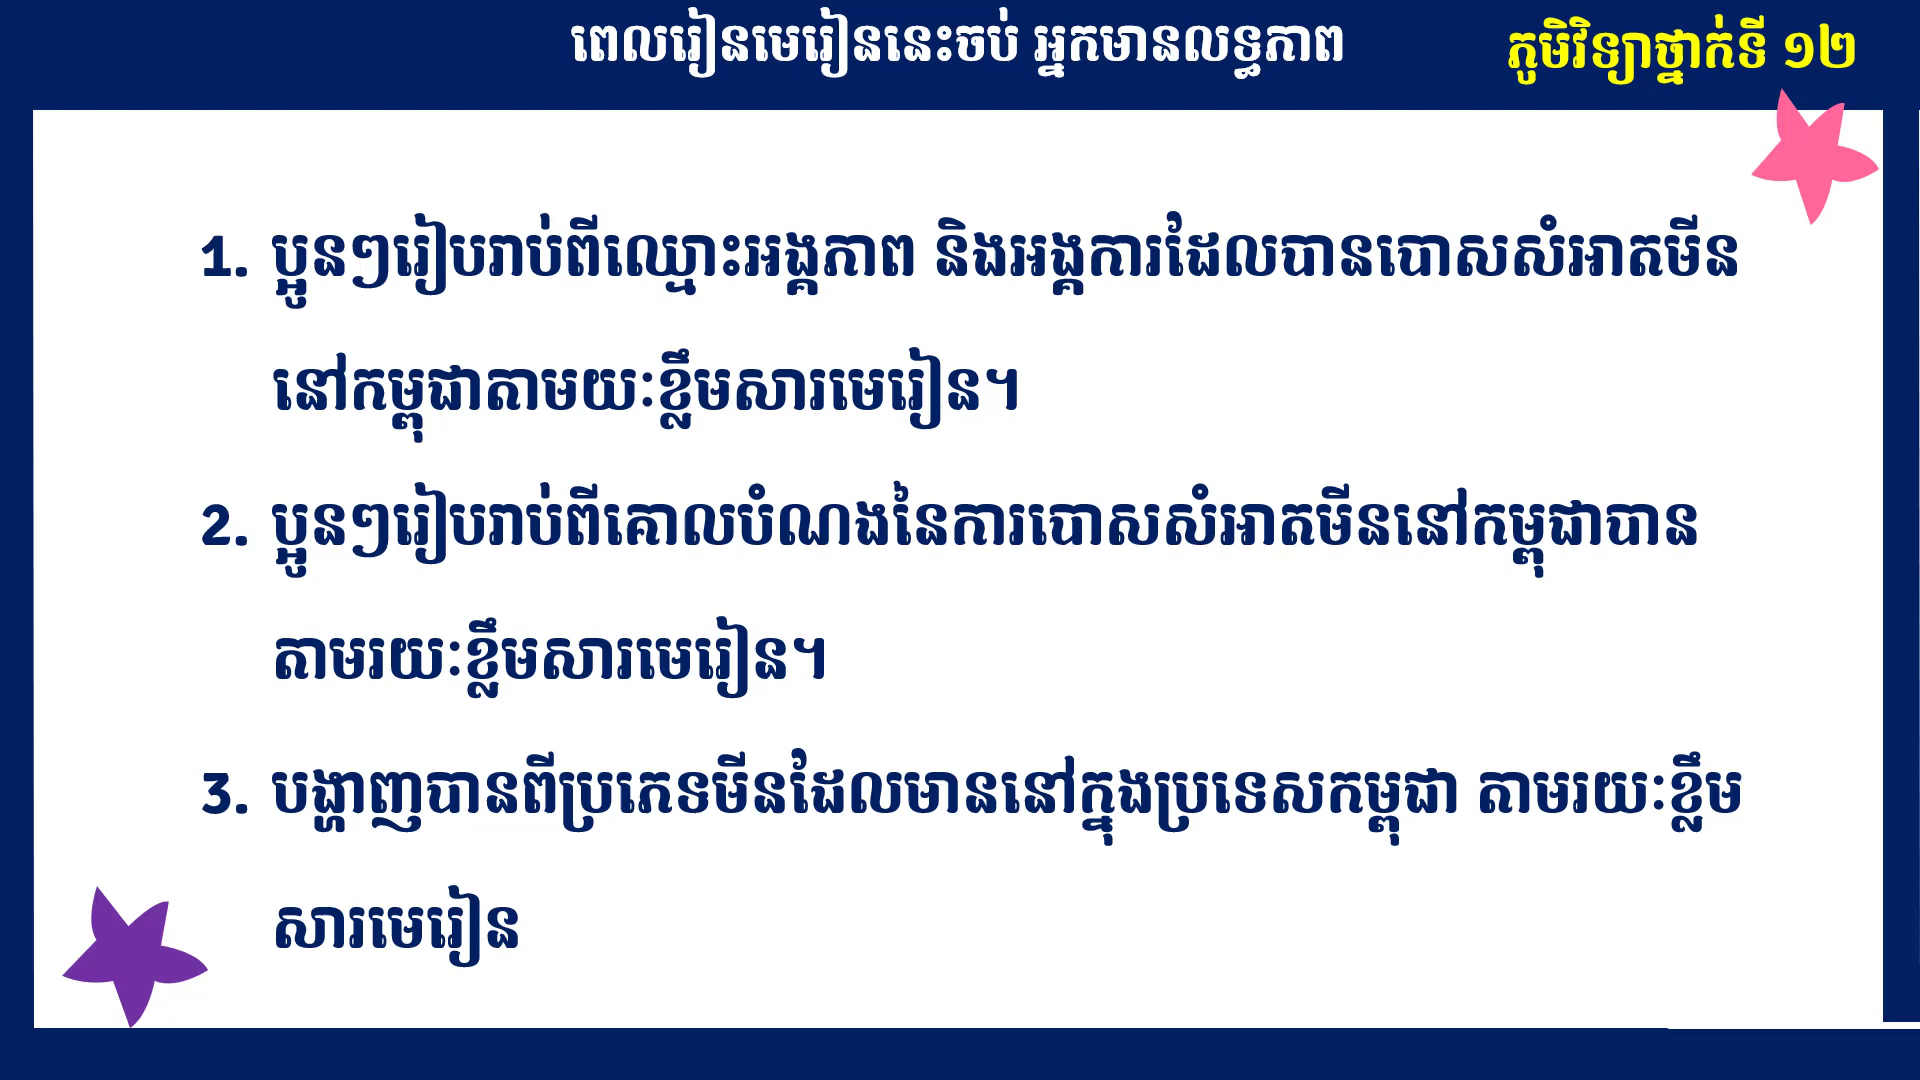 ពេលរៀនមេរៀននេះចប់ អ្នកមានលទ្ធភាព
ភូមិវិទ្យាថ្នាក់ទី ១២
1. ប្អូនៗរៀបរាប់ពីឈ្មោះអង្គភាព និងអង្គការដែលបានបោសសំអាតមីន
នៅកម្ពុជាតាមយៈខ្លឹមសារមេរៀន។
2. ប្អូនៗរៀបរាប់ពីគោលបំណងនៃការបោសសំអាតមីននៅកម្ពុជាបាន
តាមរយៈខ្លឹមសារមេរៀន។
3. បង្ហាញបានពីប្រភេទមីនដែលមាននៅក្នុងប្រទេសកម្ពុជា តាមរយៈខ្លឹម
សារមេរៀន